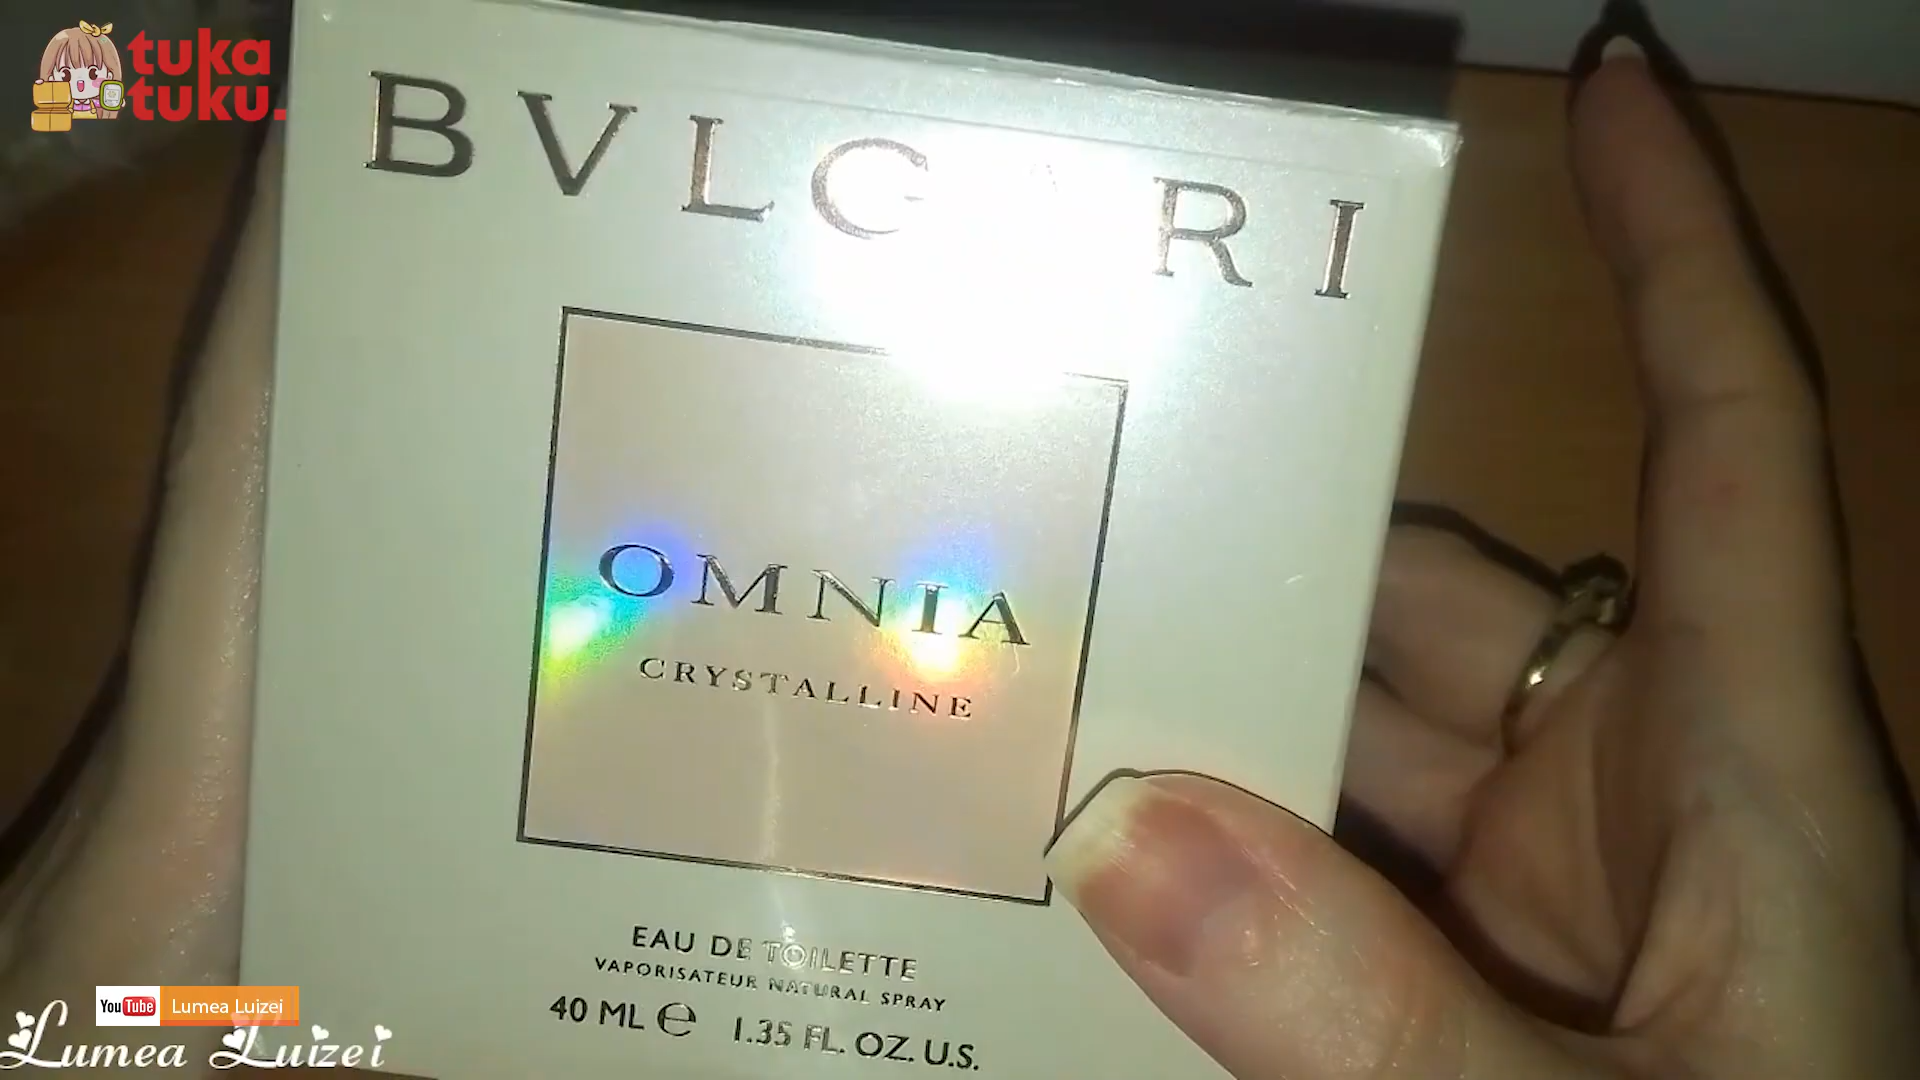 tuka
tuku.
BVLGARI
OMNIA
CRYSTALLINE
EAU DE TOILETTE
VAPORISATEUR NATURAL SPRAY
40 ML ℮ 1.35 FL. OZ. U.S.
YouTube Lumea Luizei
Lumea Luizei